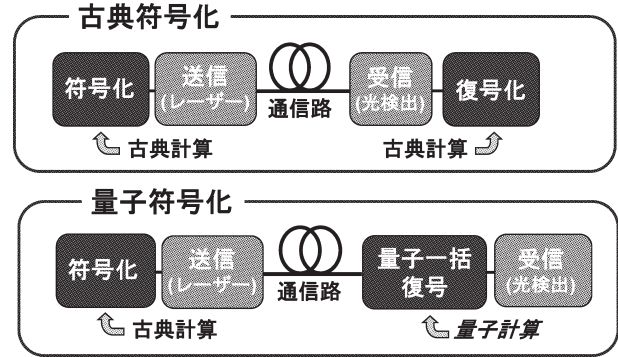 古典符号化
符号化
送信
(レーザー)
通信路
受信
(光検出)
復号化
古典計算
古典計算
量子符号化
符号化
送信
(レーザー)
通信路
量子一括
復号
受信
(光検出)
古典計算
量子計算